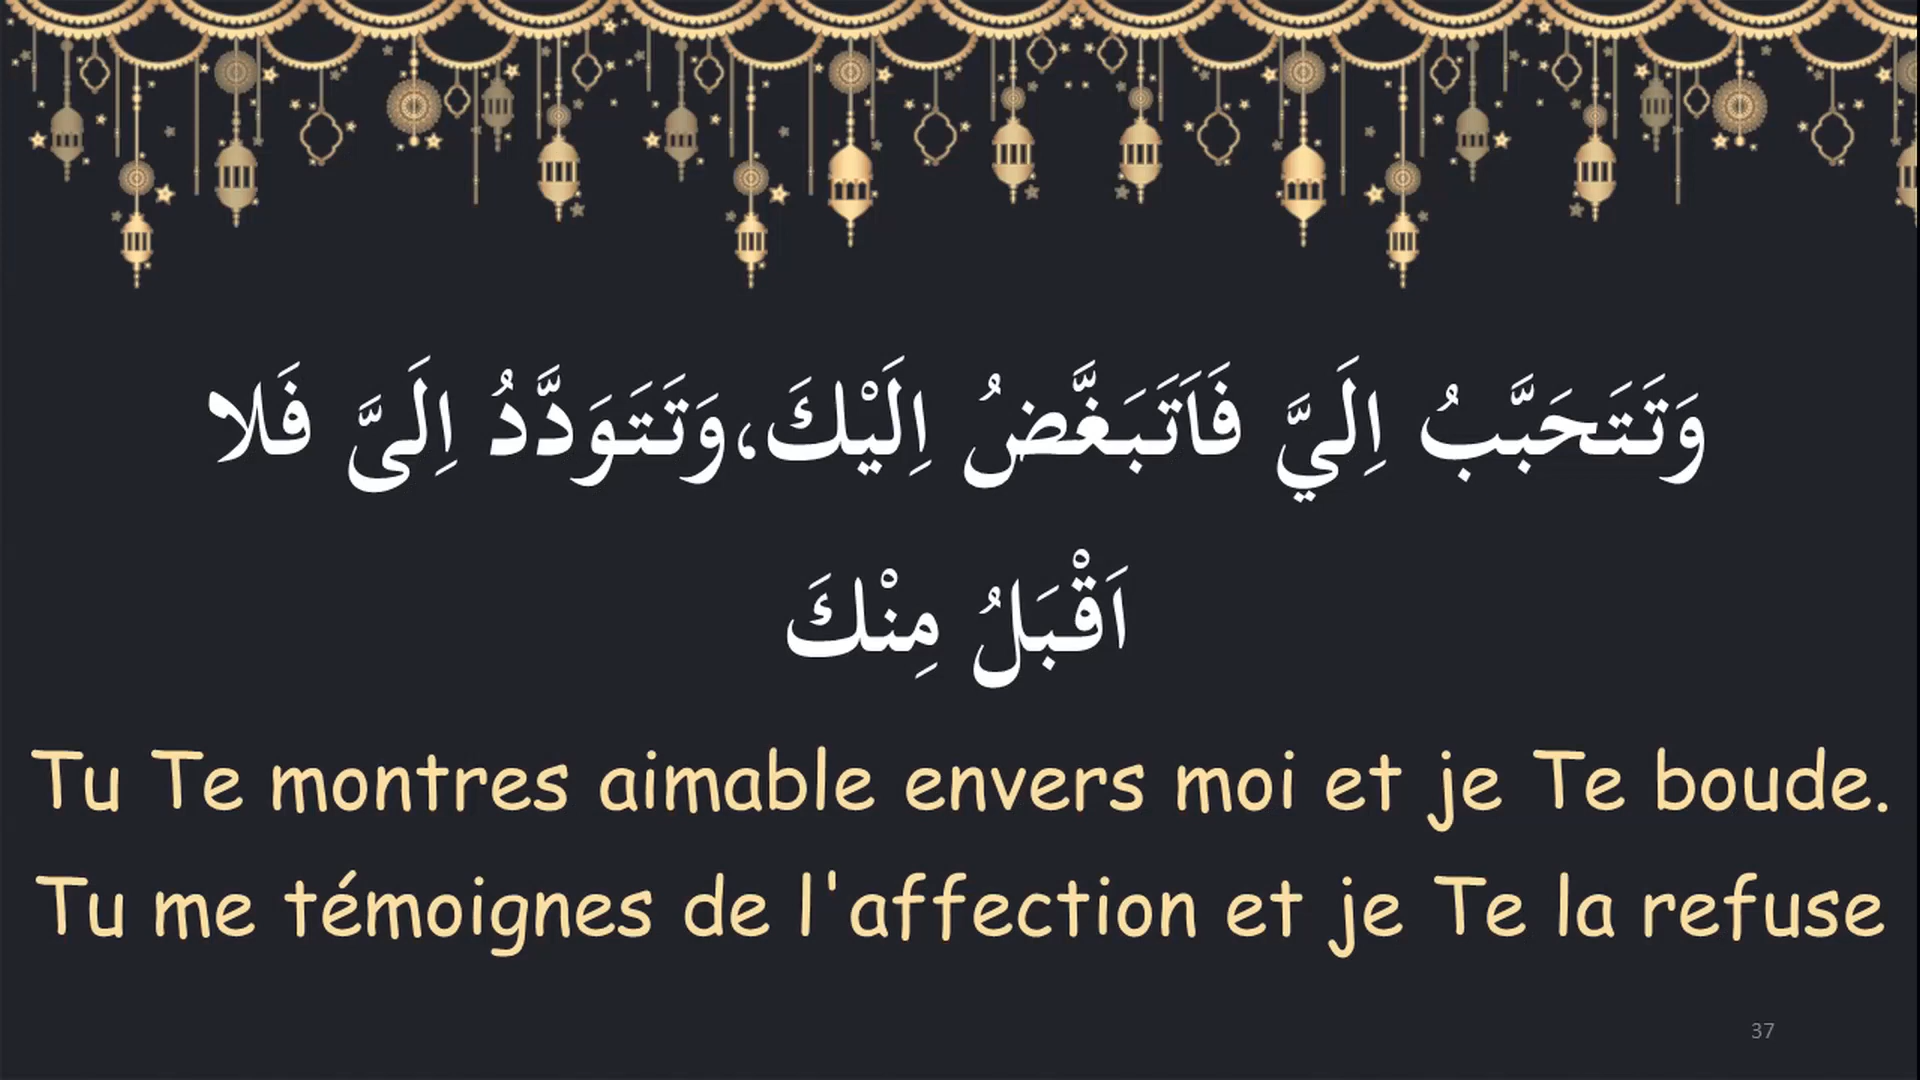 وَتَتَحَبَّبُ اِلَيَّ فَاَتَبَغَّضُ اِلَيْكَ،وَتَتَوَدَّدُ اِلَىَّ فَلا
اَقْبَلُ مِنْكَ
Tu Te montres aimable envers moi et je Te boude.
Tu me témoignes de l'affection et je Te la refuse
37